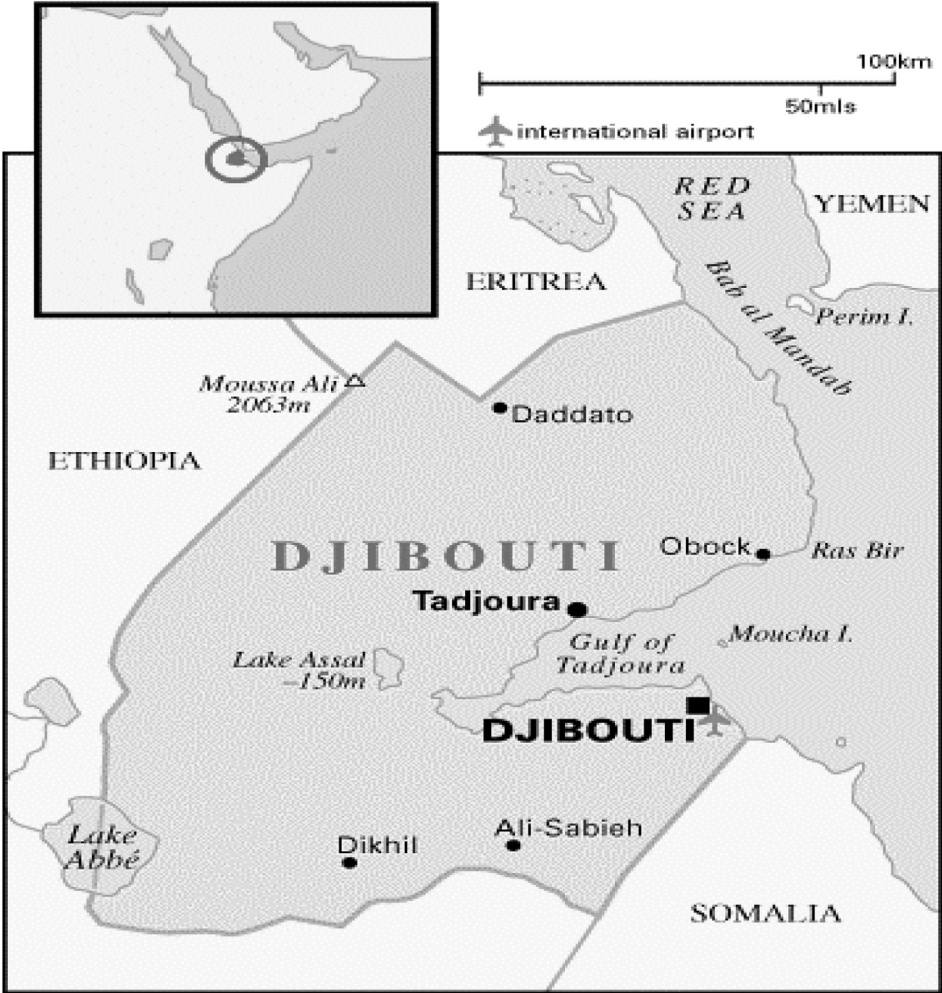 100km
50mls
international airport
RED
SEA
YEMEN
ERITREA
Bab al Mandab
Perim I.
Moussa Ali
2063m
Daddato
ETHIOPIA
DJIBOUTI
Obock
Ras Bir
Tadjoura
Gulf of
Tadjoura
Moucha I.
Lake Assal
–150m
DJIBOUTI
Lake
Abbé
Dikhil
Ali-Sabieh
SOMALIA